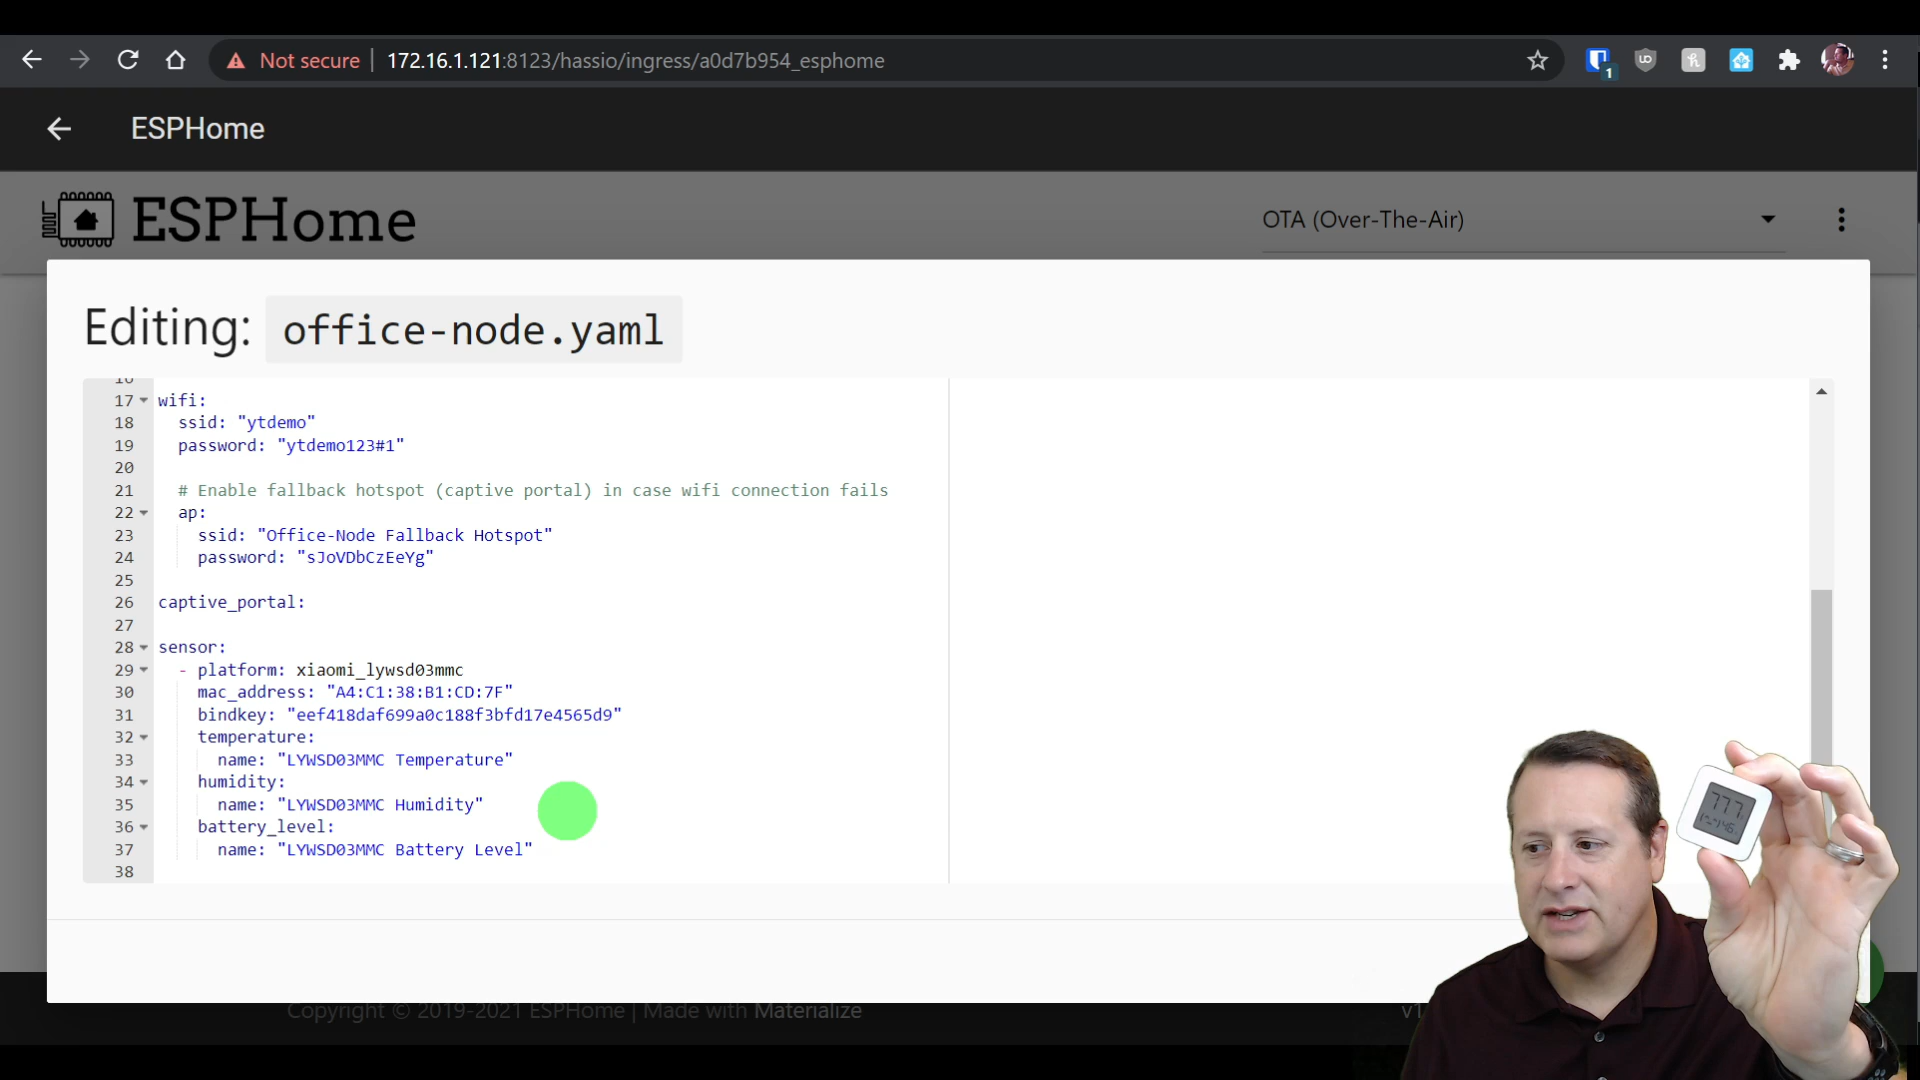 Not secure | 172.16.1.121:8123/hassio/ingress/a0d7b954_esphome
1
ESPHome
ESPHome
OTA (Over-The-Air)
Editing: office-node.yaml
16
17 wifi:
18 ssid: "ytdemo"
19 password: "ytdemo123#1"
20
21 # Enable fallback hotspot (captive portal) in case wifi connection fails
22 ap:
23 ssid: "Office-Node Fallback Hotspot"
24 password: "sJoVDbCzEeYg"
25
26 captive_portal:
27
28 sensor:
29 - platform: xiaomi_lywsd03mmc
30 mac_address: "A4:C1:38:B1:CD:7F"
31 bindkey: "eef418daf699a0c188f3bfd17e4565d9"
32 temperature:
33 name: "LYWSD03MMC Temperature"
34 humidity:
35 name: "LYWSD03MMC Humidity"
36 battery_level:
37 name: "LYWSD03MMC Battery Level"
38
777
Copyright © 2019-2021 ESPHome | Made with Materialize
v1